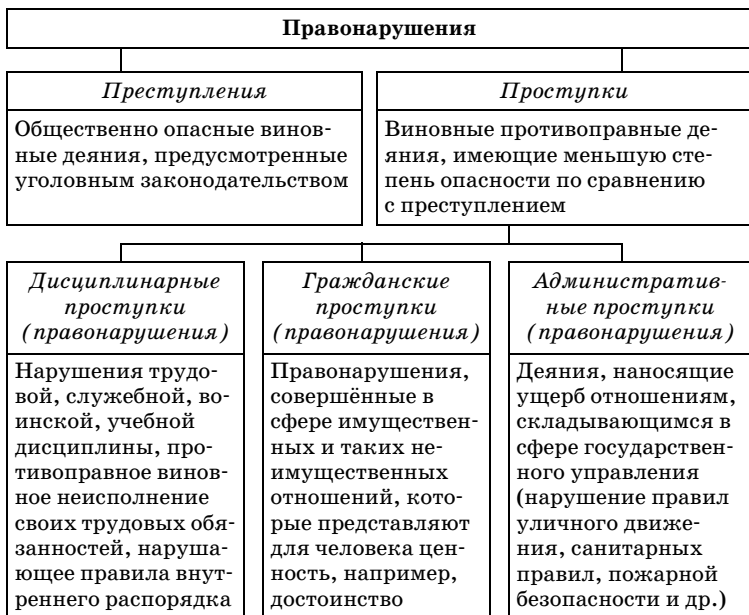 Правонарушения
Преступления
Общественно опасные винов-
ные деяния, предусмотренные
уголовным законодательством
Проступки
Виновные противоправные де-
яния, имеющие меньшую сте-
пень опасности по сравнению
с преступлением
Дисциплинарные
проступки
(правонарушения)
Нарушения трудо-
вой, служебной, во-
инской, учебной
дисциплины, про-
тивоправное винов-
ное неисполнение
своих трудовых обя-
занностей, наруша-
ющее правила внут-
реннего распорядка
Гражданские
проступки
(правонарушения)
Правонарушения,
совершённые в
сфере имуществен-
ных и таких не-
имущественных
отношений, кото-
рые представляют
для человека цен-
ность, например,
достоинство
Административ-
ные проступки
(правонарушения)
Деяния, наносящие
ущерб отношениям,
складывающимся в
сфере государствен-
ного управления
(нарушение правил
уличного движе-
ния, санитарных
правил, пожарной
безопасности и др.)